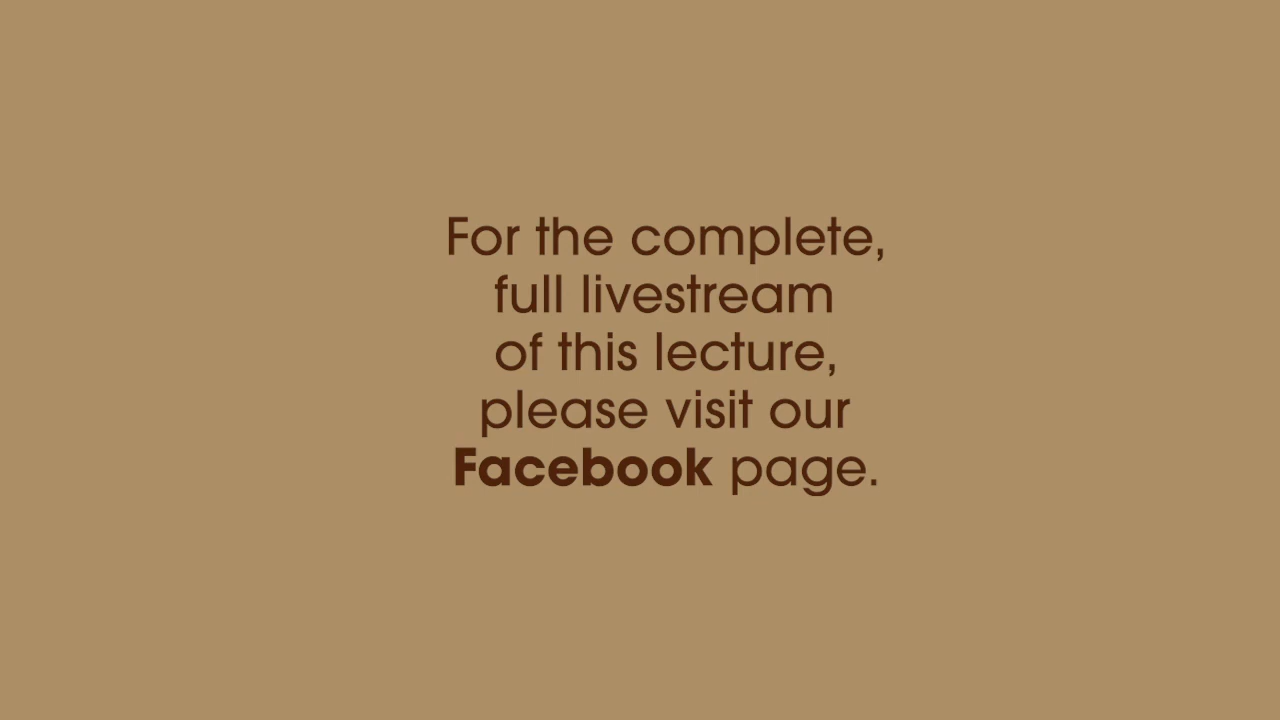 For the complete,
full livestream
of this lecture,
please visit our
Facebook page.